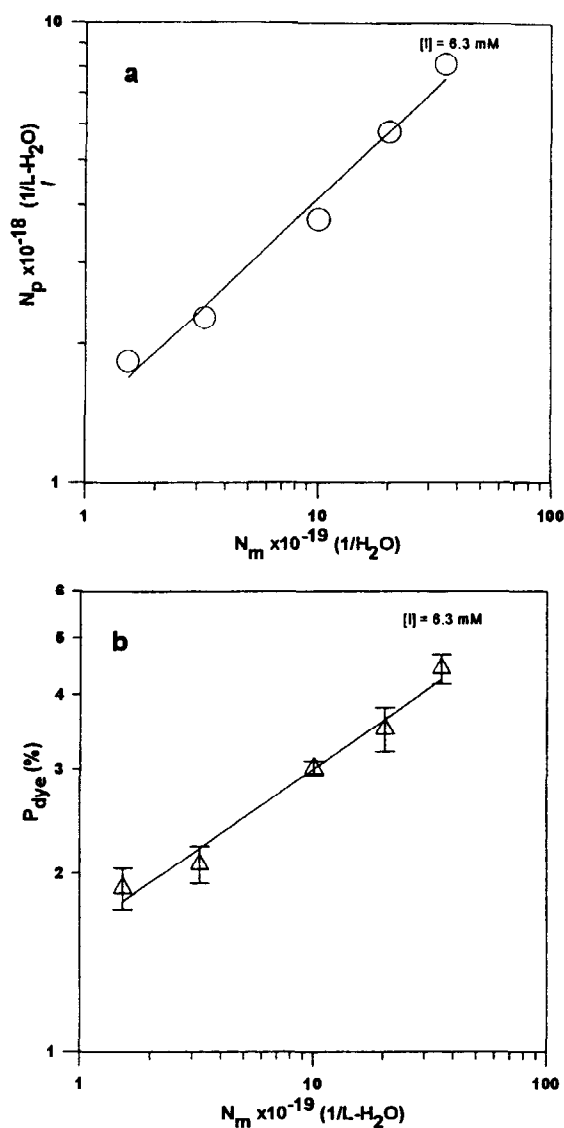 10
[I] = 6.3 mM
a
N_p x10^-18 (1/L-H_2O)
1
1
10
100
N_m x10^-19 (1/H_2O)
6
[I] = 6.3 mM
b
5
4
P_dye (%)
3
2
1
1
10
100
N_m x10^-19 (1/L-H_2O)